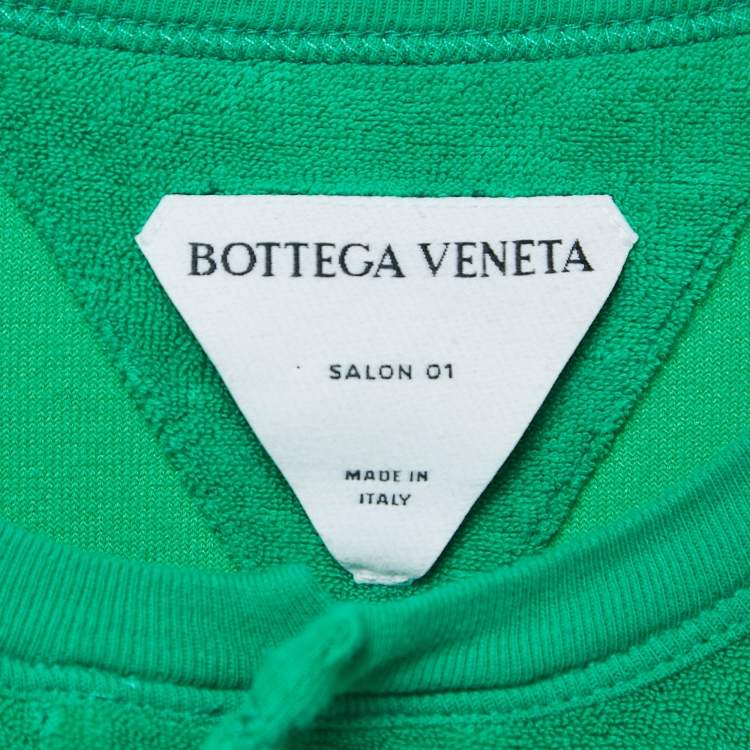 BOTTEGA VENETA
SALON 01
MADE IN
ITALY